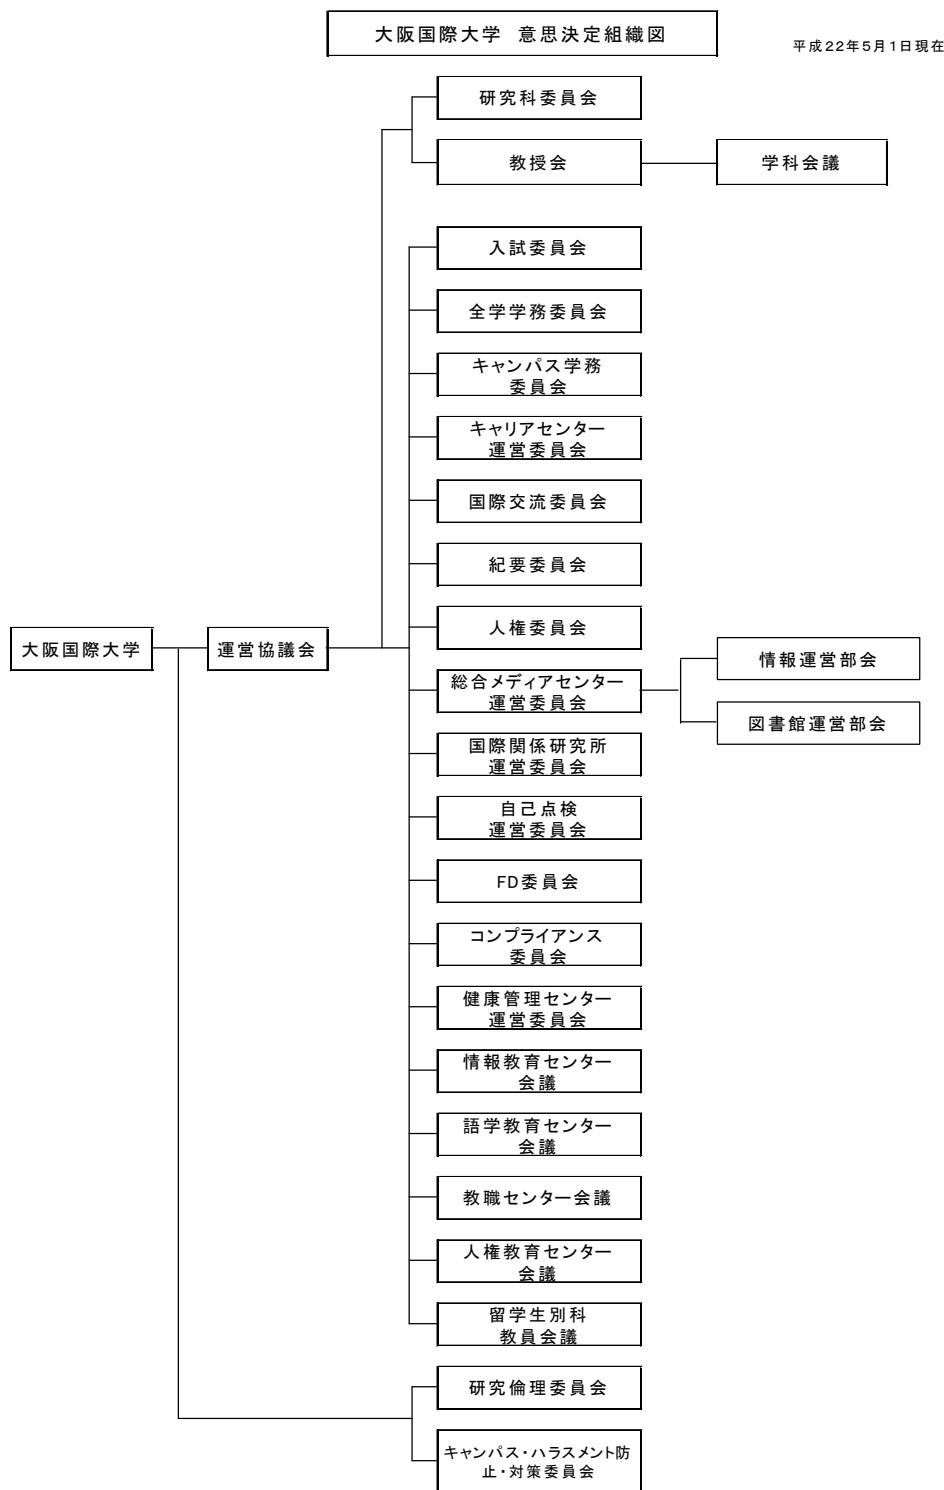 大阪国際大学 意思決定組織図
平成22年5月1日現在
研究科委員会
教授会
学科会議
入試委員会
全学学務委員会
キャンパス学務
委員会
キャリアセンター
運営委員会
国際交流委員会
紀要委員会
人権委員会
大阪国際大学
運営協議会
総合メディアセンター
運営委員会
情報運営部会
図書館運営部会
国際関係研究所
運営委員会
自己点検
運営委員会
FD委員会
コンプライアンス
委員会
健康管理センター
運営委員会
情報教育センター
会議
語学教育センター
会議
教職センター会議
人権教育センター
会議
留学生別科
教員会議
研究倫理委員会
キャンパス・ハラスメント防
止・対策委員会